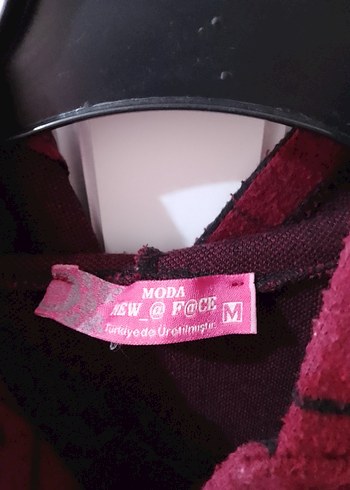 MODA
NEW_@ F@CE
M
Türkiyede Üretilmiştir.